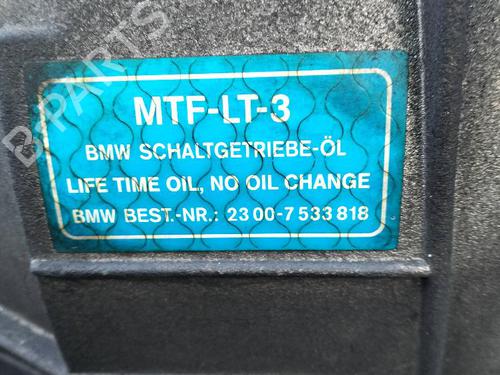 B-PARTS
MTF-LT-3
BMW SCHALTGETRIEBE-ÖL
LIFE TIME OIL, NO OIL CHANGE
BMW BEST.-NR.: 23 00-7 533 818